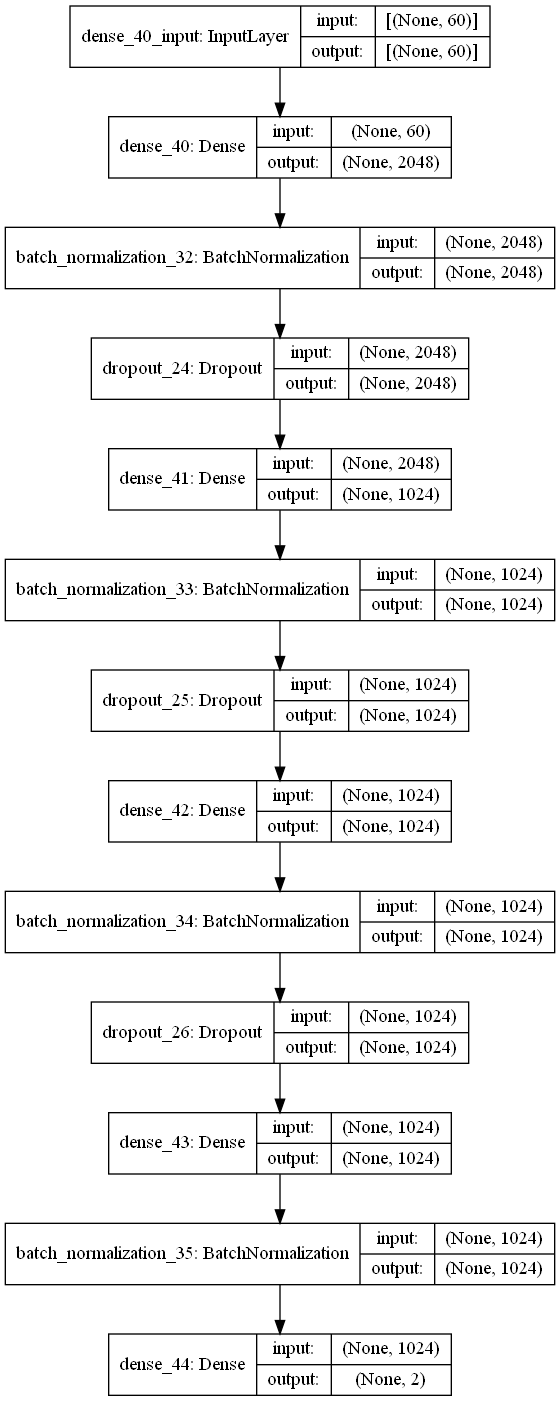 dense_40_input: InputLayer
input: [(None, 60)]
output: [(None, 60)]
dense_40: Dense
input: (None, 60)
output: (None, 2048)
batch_normalization_32: BatchNormalization
input: (None, 2048)
output: (None, 2048)
dropout_24: Dropout
input: (None, 2048)
output: (None, 2048)
dense_41: Dense
input: (None, 2048)
output: (None, 1024)
batch_normalization_33: BatchNormalization
input: (None, 1024)
output: (None, 1024)
dropout_25: Dropout
input: (None, 1024)
output: (None, 1024)
dense_42: Dense
input: (None, 1024)
output: (None, 1024)
batch_normalization_34: BatchNormalization
input: (None, 1024)
output: (None, 1024)
dropout_26: Dropout
input: (None, 1024)
output: (None, 1024)
dense_43: Dense
input: (None, 1024)
output: (None, 1024)
batch_normalization_35: BatchNormalization
input: (None, 1024)
output: (None, 1024)
dense_44: Dense
input: (None, 1024)
output: (None, 2)